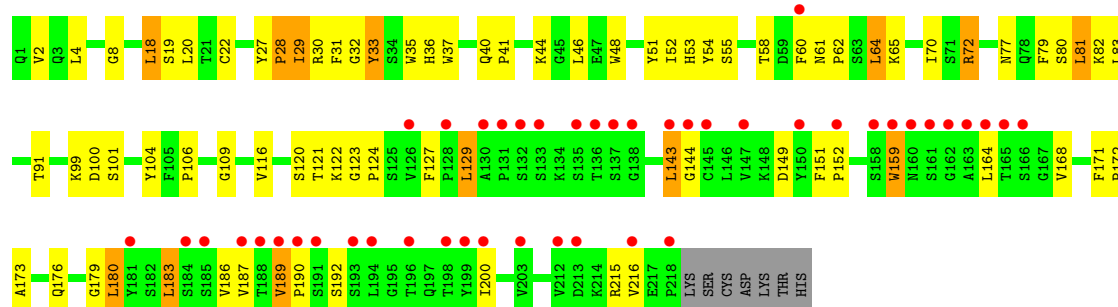 Q1 V2 Q3 L4 G8 L18 S19 L20 T21 C22 Y27 P28 I29 R30 F31 G32 Y33 S34 W35 H36 W37 Q40 P41 K44 G45 L46 E47 W48 Y51 I52 H53 Y54 S55 T58 D59 F60 N61 P62 S63 L64 K65 I70 S71 R72 N77 Q78 F79 S80 L81 K82
T91 K99 D100 S101 Y104 F105 P106 G109 V116 S120 T121 K122 G123 P124 S125 V126 F127 P128 L129 A130 P131 S132 S133 K134 S135 T136 S137 G138 L143 G144 C145 L146 V147 K148 D149 Y150 F151 P152 S158 W159 N160 S161 G162 A163 L164 T165 S166 G167 V168 F171 P172
A173 Q176 G179 L180 Y181 S182 L183 S184 S185 V186 V187 T188 V189 P190 S191 S192 S193 L194 G195 T196 Q197 T198 Y199 I200 V203 V212 D213 K214 R215 V216 E217 P218 LYS SER CYS ASP LYS THR HIS